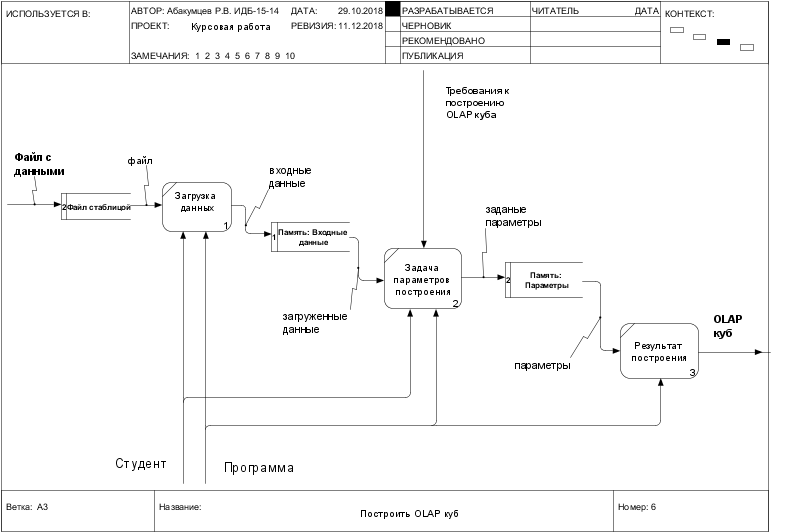 ИСПОЛЬЗУЕТСЯ В:
АВТОР: Абакумцев Р.В. ИДБ-15-14 ДАТА: 29.10.2018
ПРОЕКТ: Курсовая работа РЕВИЗИЯ: 11.12.2018
ЗАМЕЧАНИЯ: 1 2 3 4 5 6 7 8 9 10
РАЗРАБАТЫВАЕТСЯ
ЧЕРНОВИК
РЕКОМЕНДОВАНО
ПУБЛИКАЦИЯ
ЧИТАТЕЛЬ ДАТА
КОНТЕКСТ:
Требования к
построению
OLAP куба
Файл с
данными
файл
2 Файл стаблицой
Загрузка
данных
1
входные
данные
1 Память: Входные
данные
загруженные
данные
Задача
параметров
построения
2
заданые
параметры
2 Память:
Параметры
параметры
Результат
построения
3
OLAP
куб
Студент
Программа
Ветка: A3
Название:
Построить OLAP куб
Номер: 6